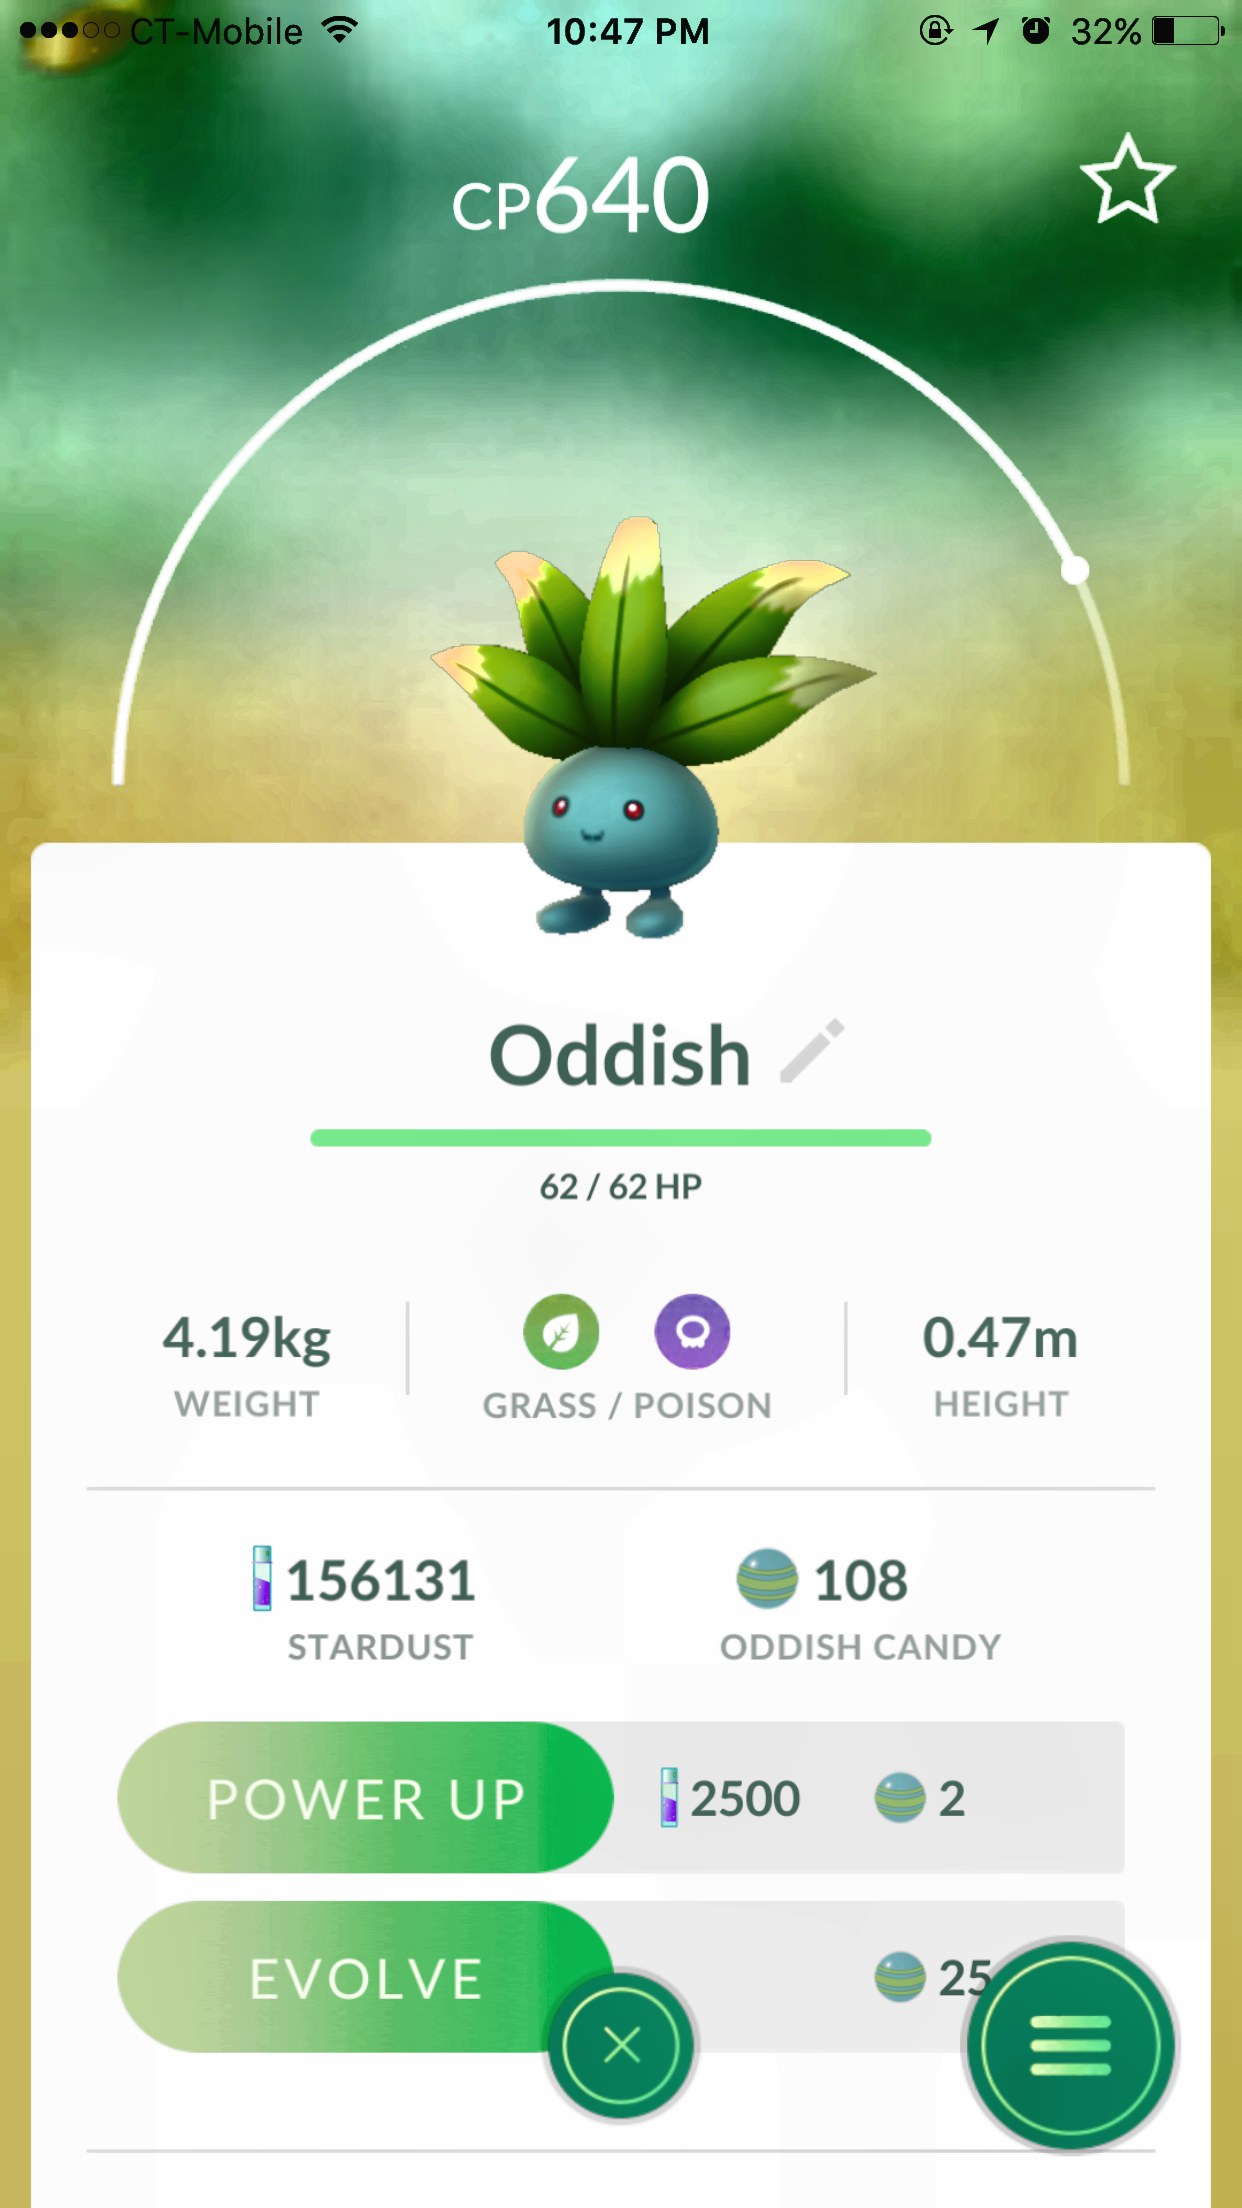 CT-Mobile 10:47 PM 32%
CP640
Oddish
62 / 62 HP
4.19kg 0.47m
WEIGHT GRASS / POISON HEIGHT
156131 108
STARDUST ODDISH CANDY
POWER UP 2500 2
EVOLVE 25